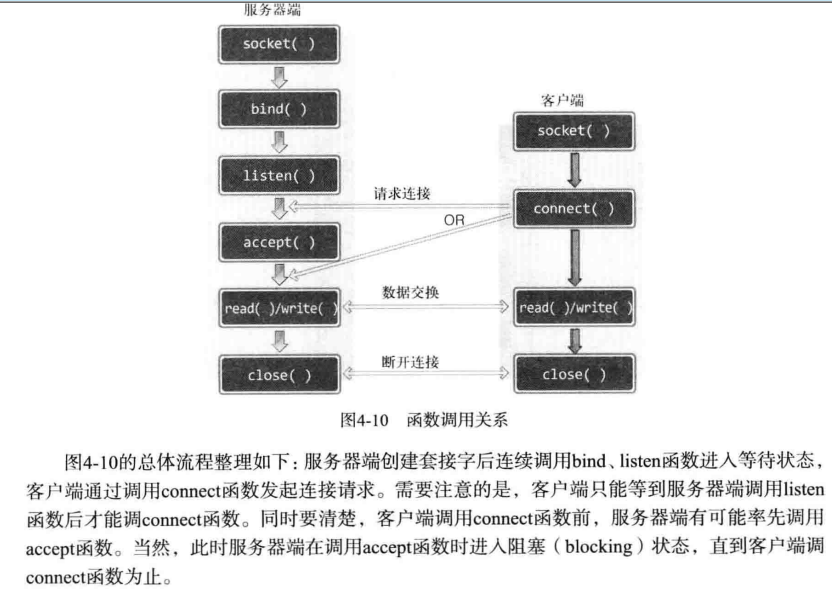 服务器端
socket( )
bind( )
listen( )
accept( )
read( )/write( )
close( )
客户端
socket( )
connect( )
read( )/write( )
close( )
请求连接
OR
数据交换
断开连接
图4-10 函数调用关系
图4-10的总体流程整理如下：服务器端创建套接字后连续调用bind、listen函数进入等待状态，
客户端通过调用connect函数发起连接请求。需要注意的是，客户端只能等到服务器端调用listen
函数后才能调connect函数。同时要清楚，客户端调用connect函数前，服务器端有可能率先调用
accept函数。当然，此时服务器端在调用accept函数时进入阻塞（blocking）状态，直到客户端调
connect函数为止。